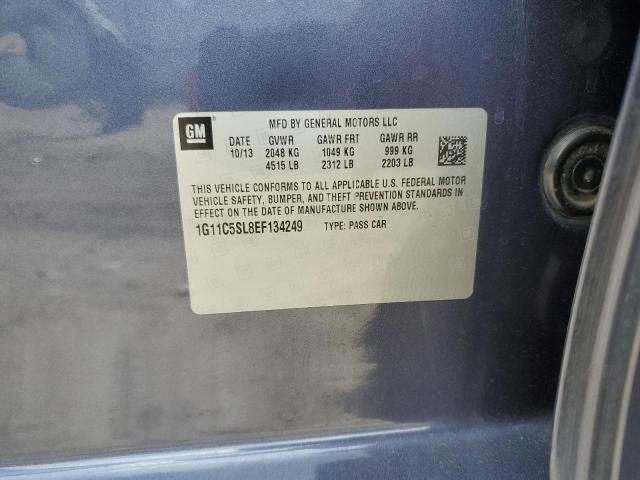 GM
MFD BY GENERAL MOTORS LLC
DATE GVWR GAWR FRT GAWR RR
10/13 2048 KG 1049 KG 999 KG
4515 LB 2312 LB 2203 LB
THIS VEHICLE CONFORMS TO ALL APPLICABLE U.S. FEDERAL MOTOR
VEHICLE SAFETY, BUMPER, AND THEFT PREVENTION STANDARDS IN
EFFECT ON THE DATE OF MANUFACTURE SHOWN ABOVE.
1G11C5SL8EF134249 TYPE: PASS CAR